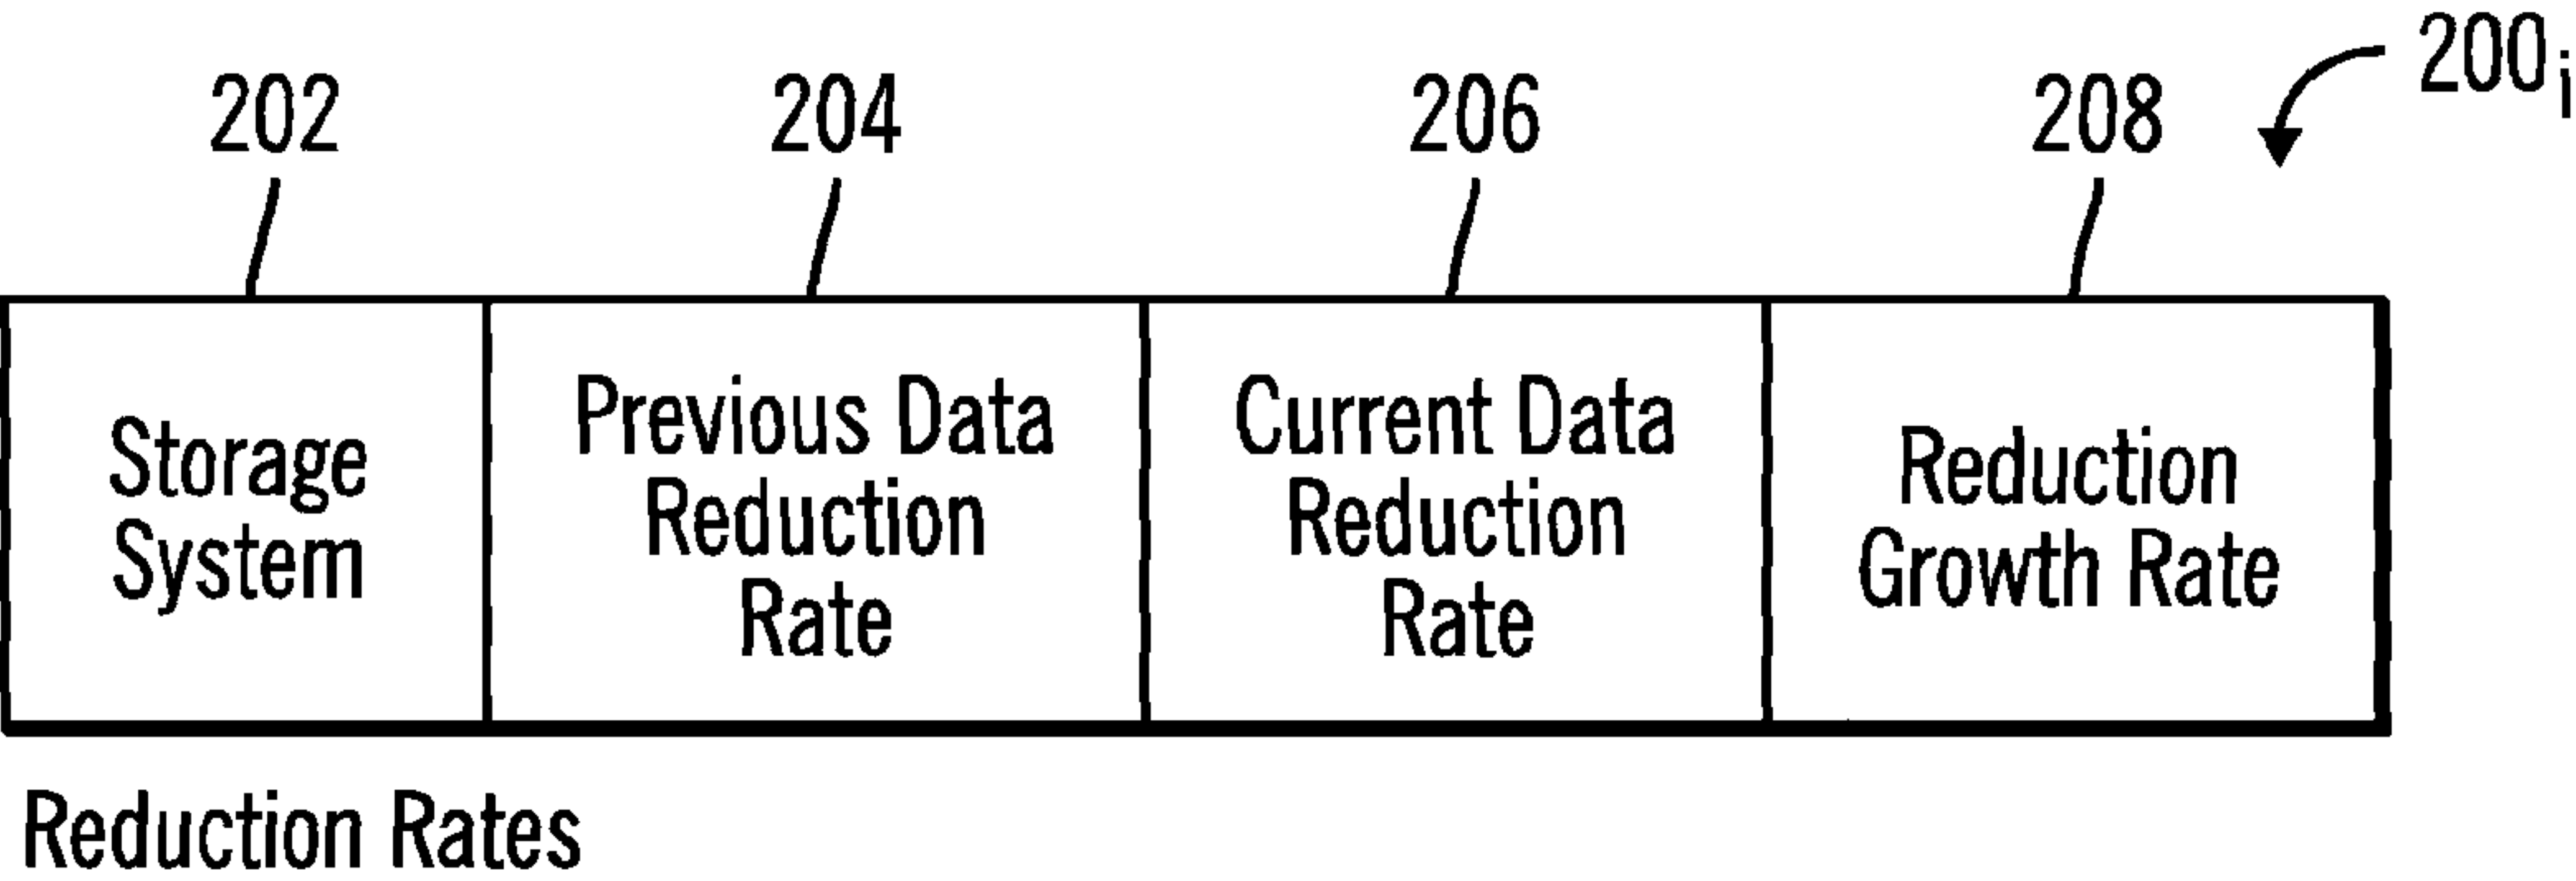 200i
202 204 206 208
Storage
System
Previous Data
Reduction
Rate
Current Data
Reduction
Rate
Reduction
Growth Rate
Reduction Rates